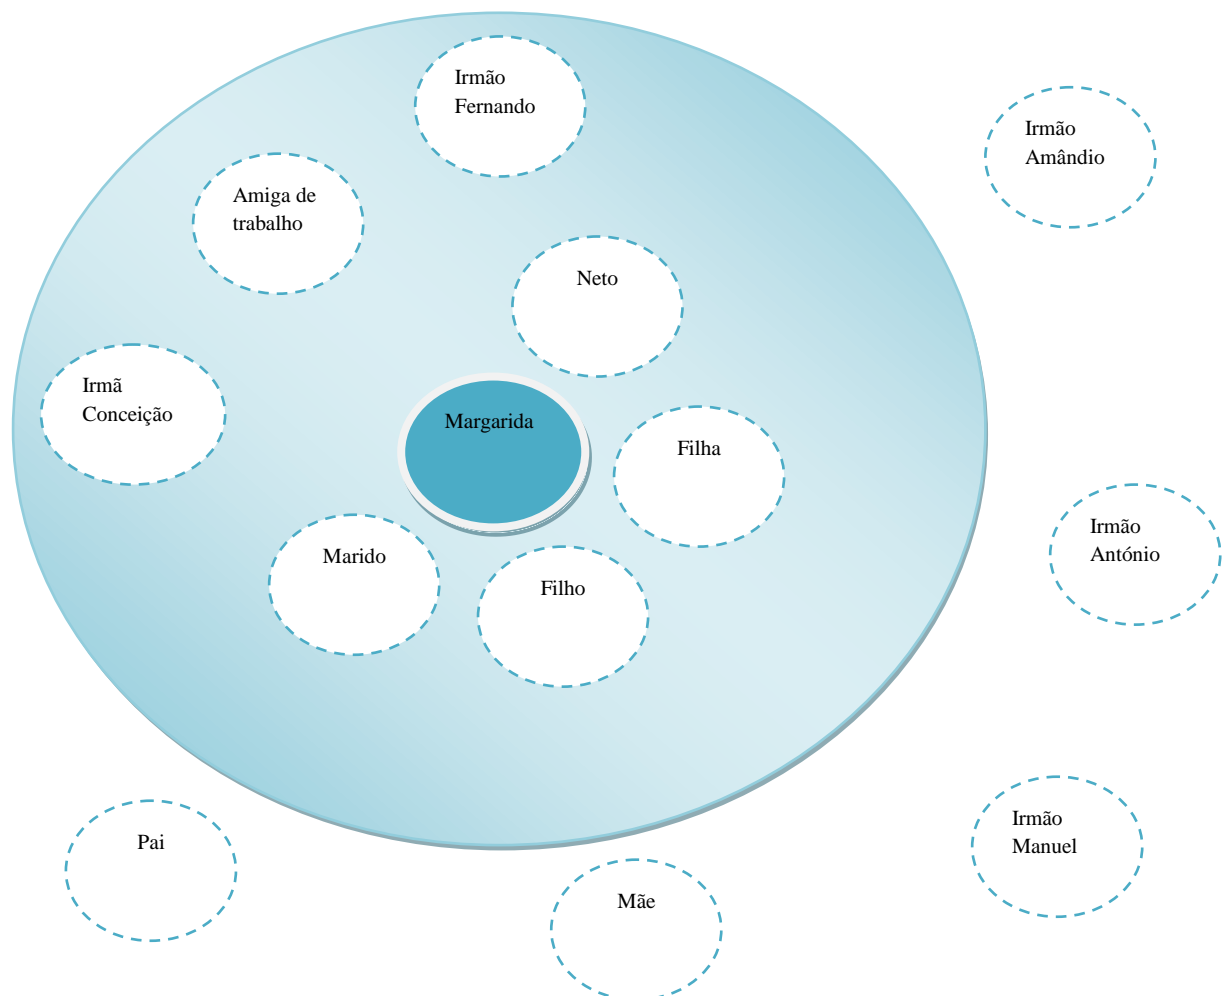 Irmão
Fernando
Irmão
Amândio
Amiga de
trabalho
Neto
Irmã
Conceição
Margarida
Filha
Irmão
António
Marido
Filho
Irmão
Manuel
Pai
Mãe